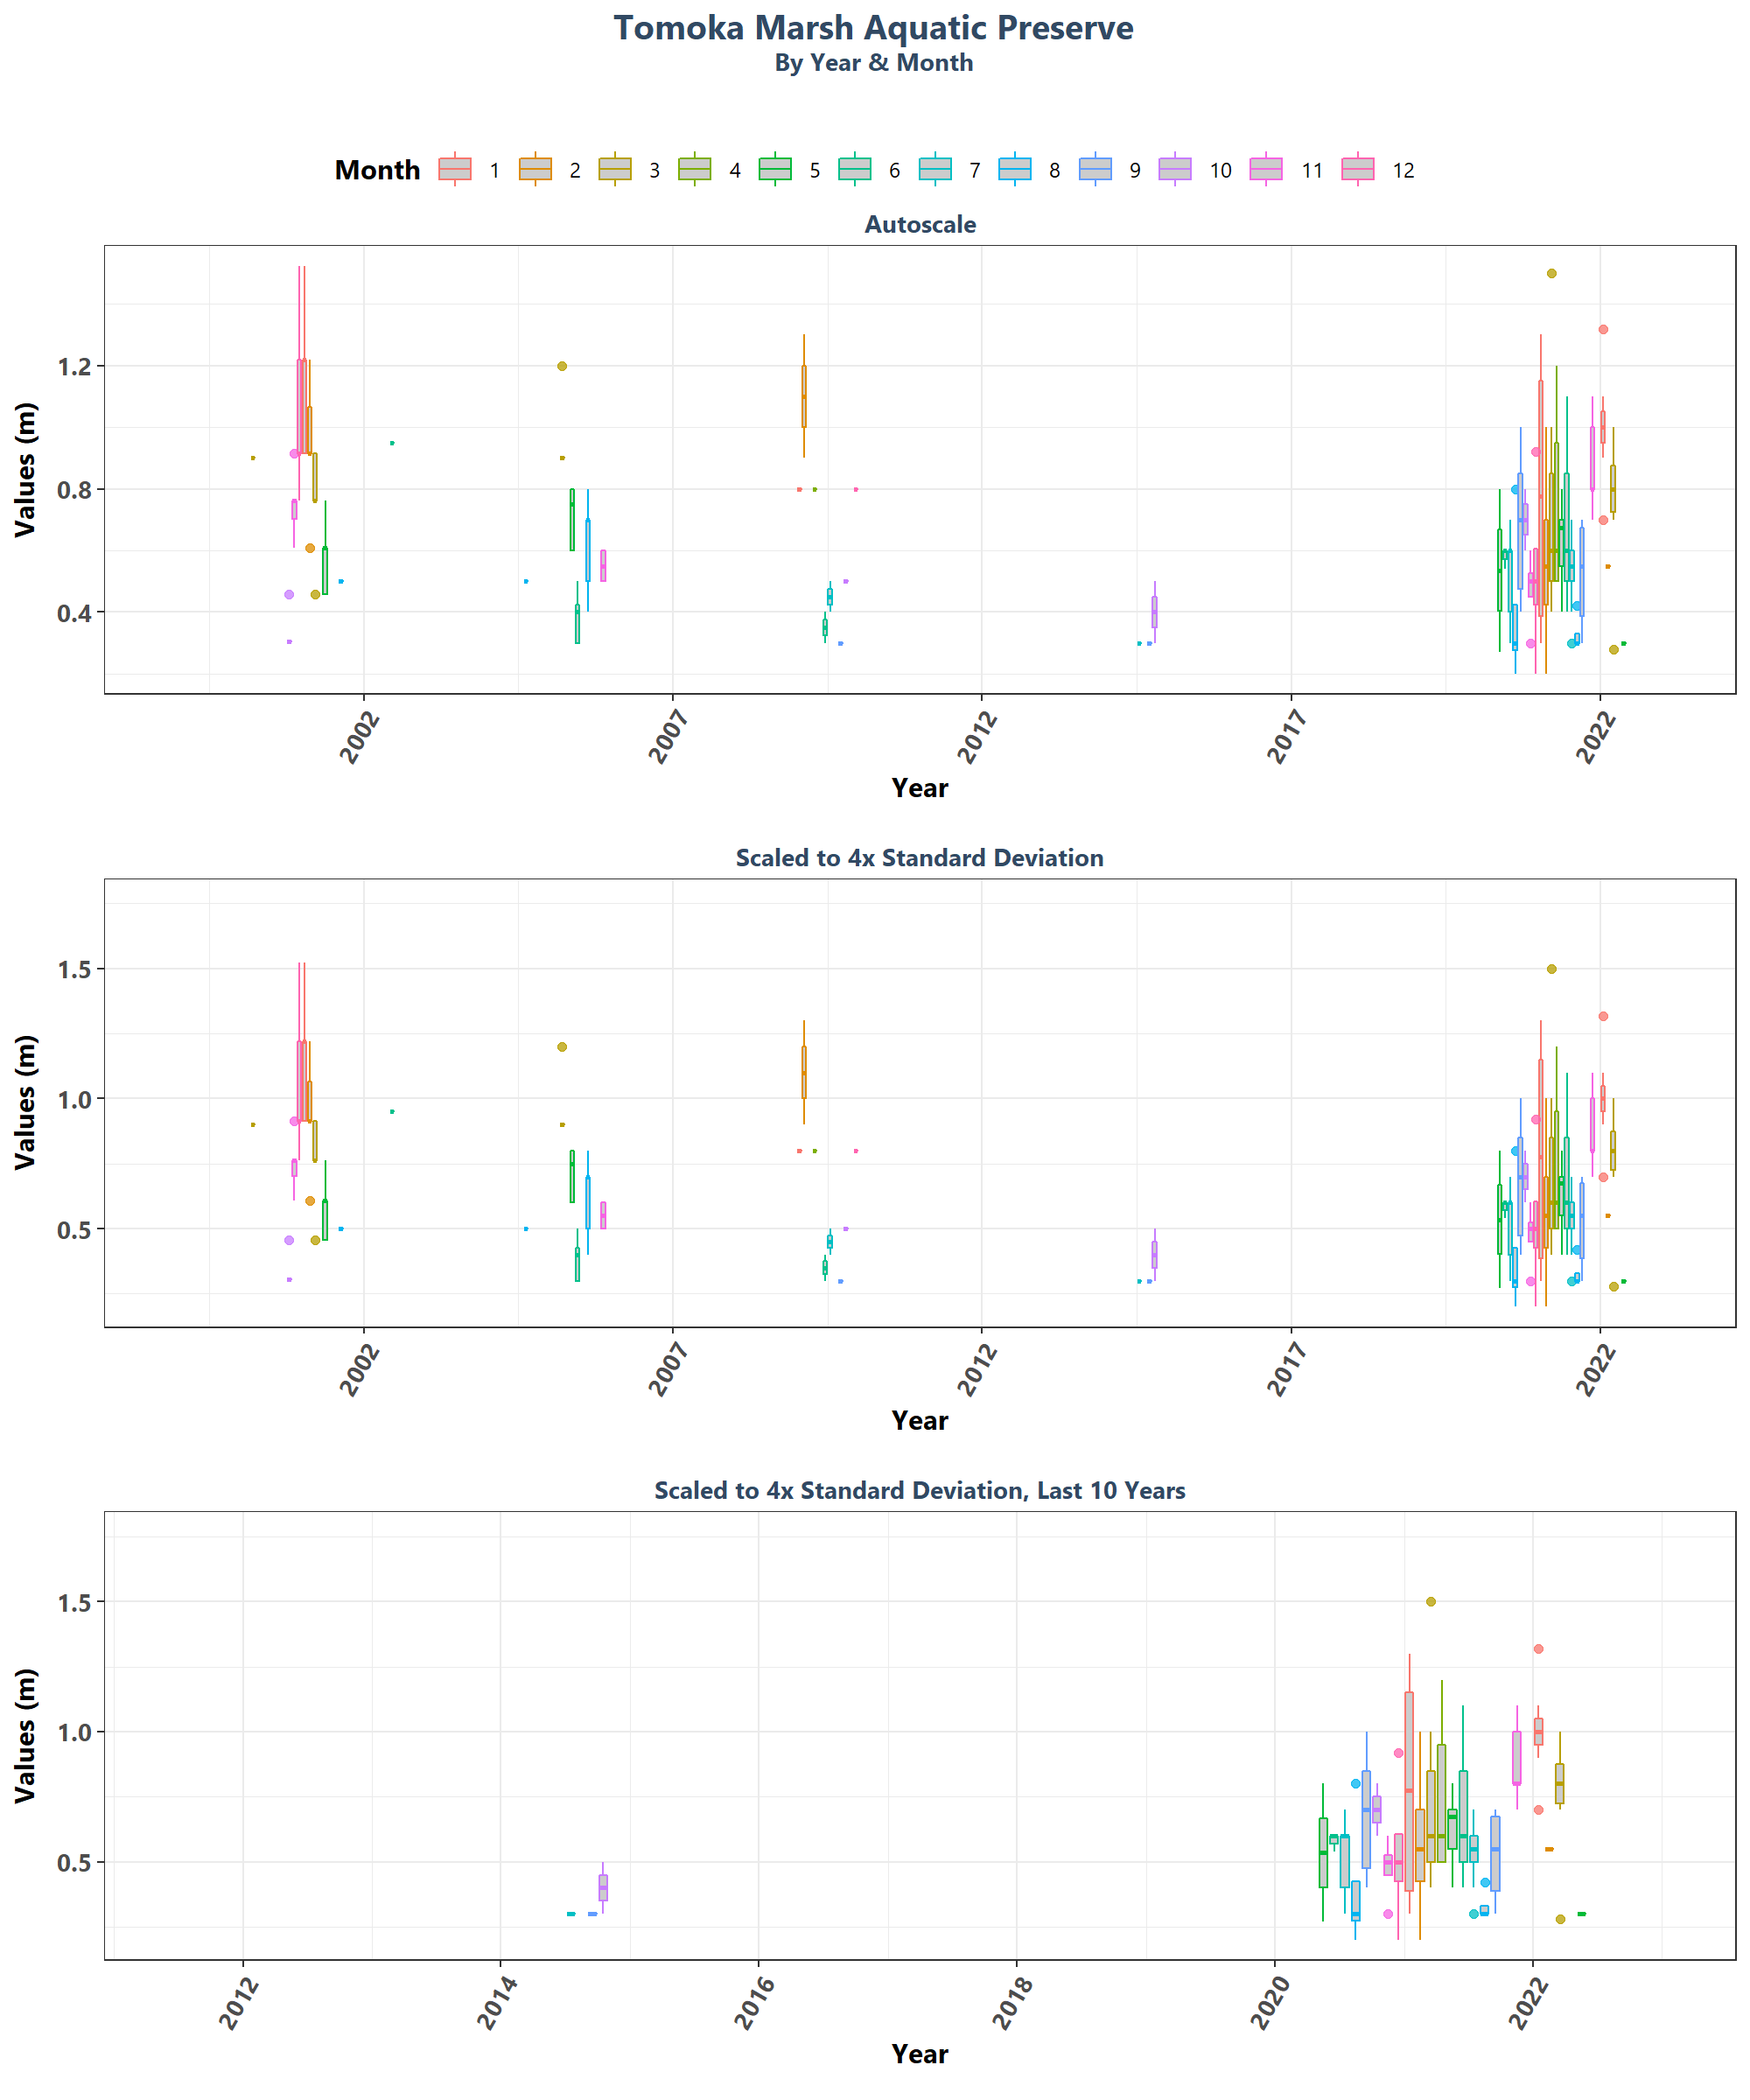 Tomoka Marsh Aquatic Preserve
By Year & Month
Month 1 2 3 4 5 6 7 8 9 10 11 12
Autoscale
Values (m)
1.2
0.8
0.4
2002 2007 2012 2017 2022
Year
Scaled to 4x Standard Deviation
Values (m)
1.5
1.0
0.5
2002 2007 2012 2017 2022
Year
Scaled to 4x Standard Deviation, Last 10 Years
Values (m)
1.5
1.0
0.5
2012 2014 2016 2018 2020 2022
Year